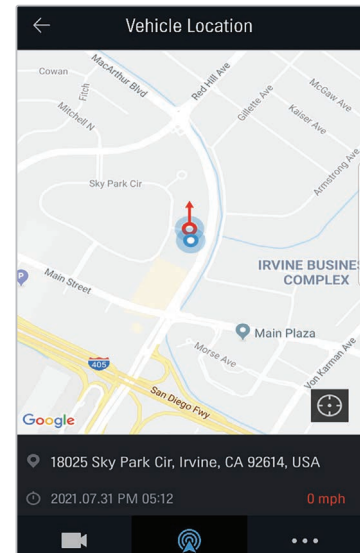 Vehicle Location
MacArthur Blvd
Red Hill Ave
Cowan
Fitch
McGaw Ave
Gillette Ave
Kaiser Ave
Mitchell N
Armstrong Ave
Sky Park Cir
IRVINE BUSINES
COMPLEX
P
Main Street
Main Plaza
Morse Ave
Von Karman Ave
405
San Diego Fwy
Google
18025 Sky Park Cir, Irvine, CA 92614, USA
2021.07.31 PM 05:12
0 mph